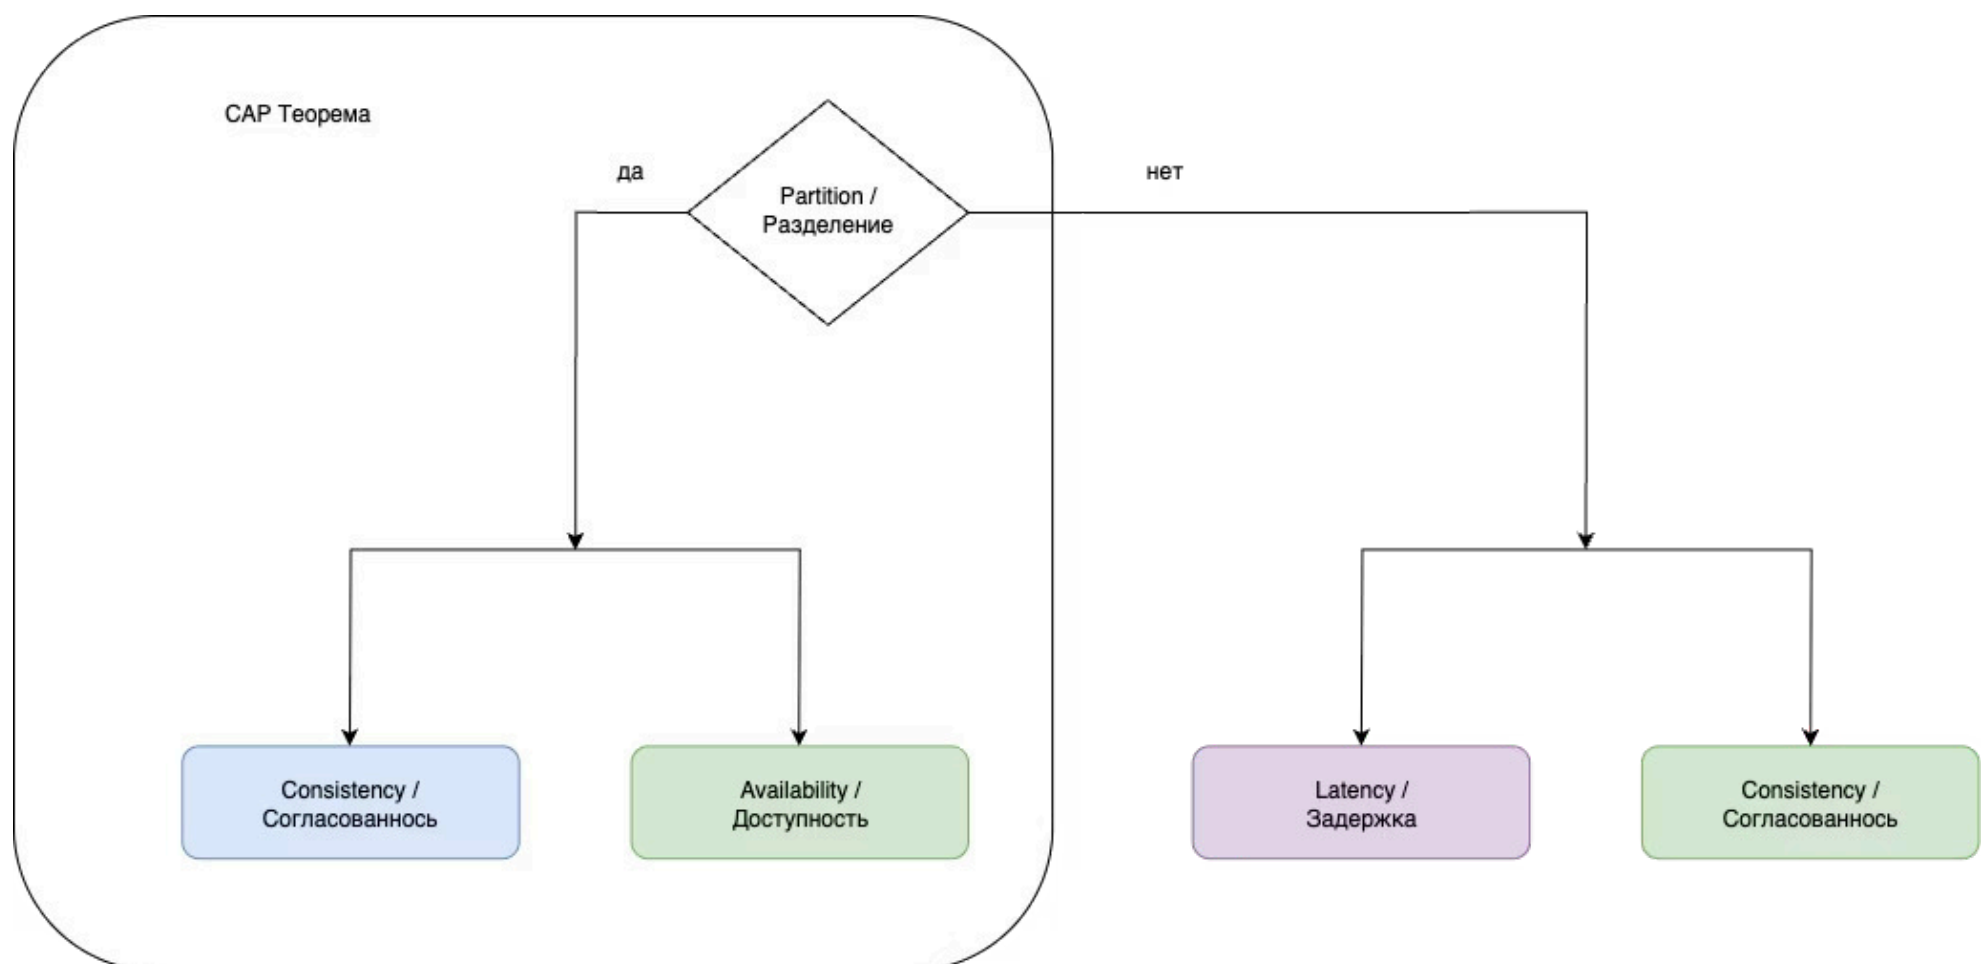 CAP Теорема
да
нет
Partition /
Разделение
Consistency /
Согласованнось
Availability /
Доступность
Latency /
Задержка
Consistency /
Согласованнось